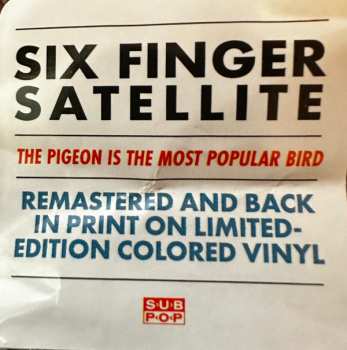 SIX FINGER
SATELLITE
THE PIGEON IS THE MOST POPULAR BIRD
REMASTERED AND BACK
IN PRINT ON LIMITED-
EDITION COLORED VINYL
SUB
POP